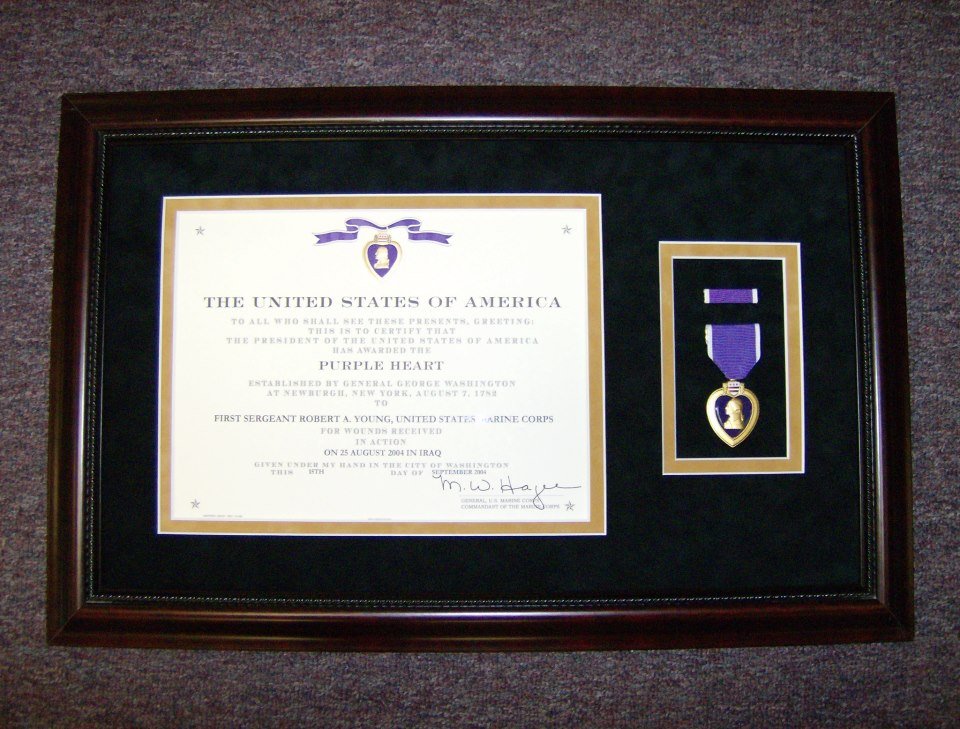 THE UNITED STATES OF AMERICA
TO ALL WHO SHALL SEE THESE PRESENTS, GREETING:
THIS IS TO CERTIFY THAT
THE PRESIDENT OF THE UNITED STATES OF AMERICA
HAS AWARDED THE
PURPLE HEART
ESTABLISHED BY GENERAL GEORGE WASHINGTON
AT NEWBURGH, NEW YORK, AUGUST 7, 1782
TO
FIRST SERGEANT ROBERT A. YOUNG, UNITED STATES MARINE CORPS
FOR WOUNDS RECEIVED
IN ACTION
ON 25 AUGUST 2004 IN IRAQ
GIVEN UNDER MY HAND IN THE CITY OF WASHINGTON
THIS DAY OF SEPTEMBER 2004
M. W. Hagee
GENERAL, U.S. MARINE CORPS
COMMANDANT OF THE MARINE CORPS